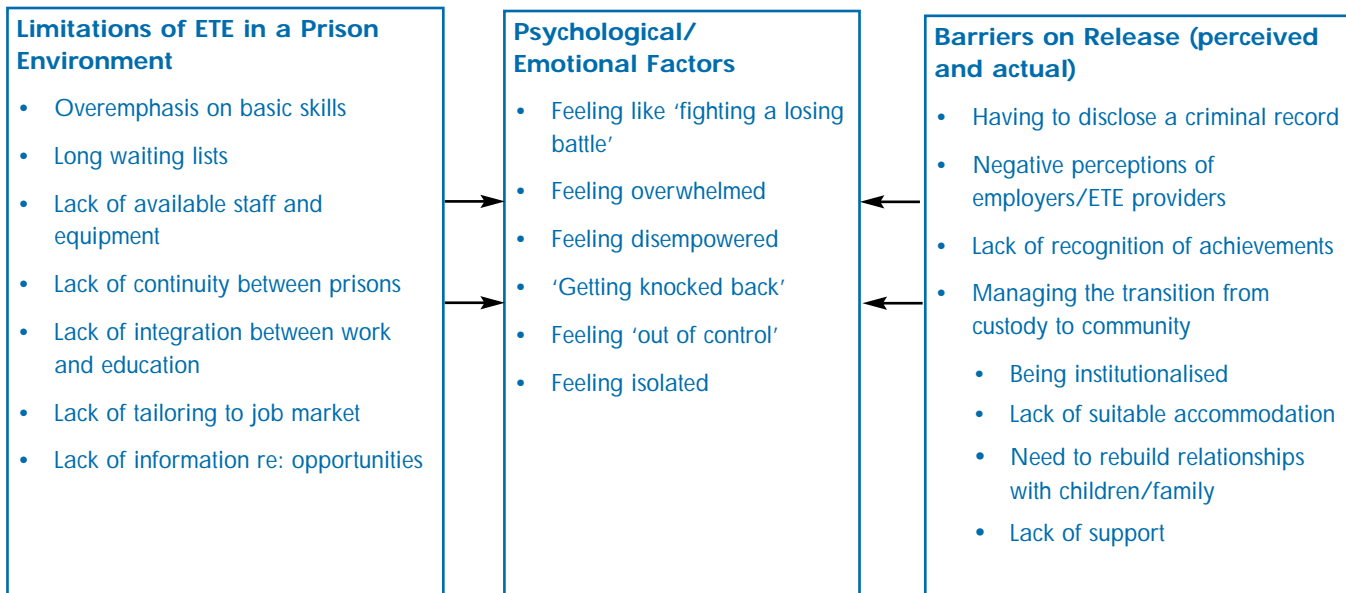 Limitations of ETE in a Prison
Environment
• Overemphasis on basic skills
• Long waiting lists
• Lack of available staff and
equipment
• Lack of continuity between prisons
• Lack of integration between work
and education
• Lack of tailoring to job market
• Lack of information re: opportunities
Psychological/
Emotional Factors
• Feeling like ‘fighting a losing
battle’
• Feeling overwhelmed
• Feeling disempowered
• ‘Getting knocked back’
• Feeling ‘out of control’
• Feeling isolated
Barriers on Release (perceived
and actual)
• Having to disclose a criminal record
• Negative perceptions of
employers/ETE providers
• Lack of recognition of achievements
• Managing the transition from
custody to community
• Being institutionalised
• Lack of suitable accommodation
• Need to rebuild relationships
with children/family
• Lack of support